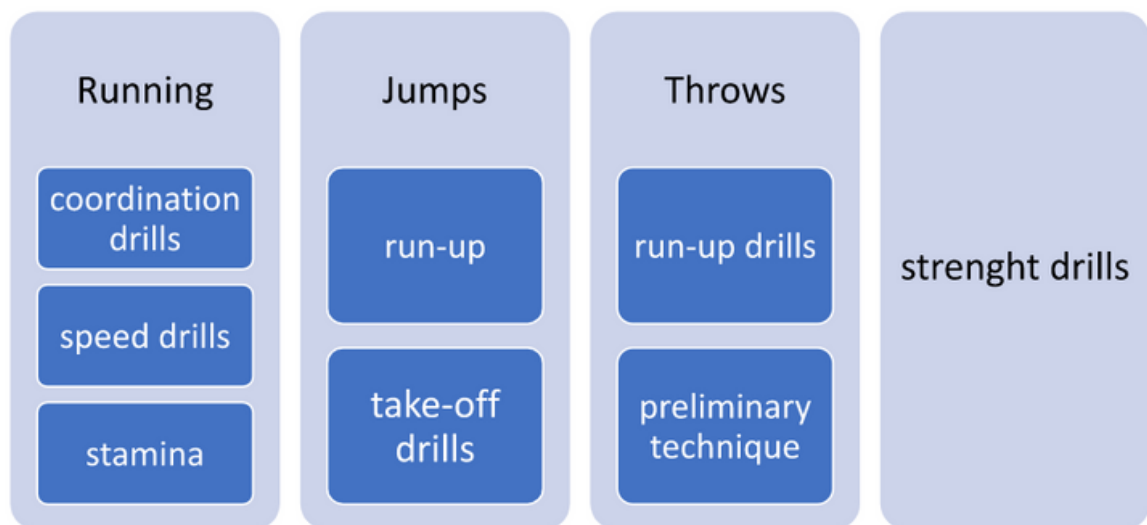 Running
coordination
drills
speed drills
stamina
Jumps
run-up
take-off
drills
Throws
run-up drills
preliminary
technique
strenght drills